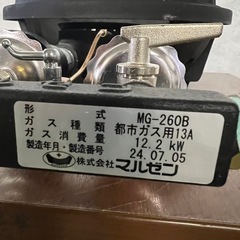 形 式 MG-260B
ガス種類 都市ガス用13A
ガス消費量 12.2 kW
製造年月・製造番号 24.07.05
株式会社マルゼン